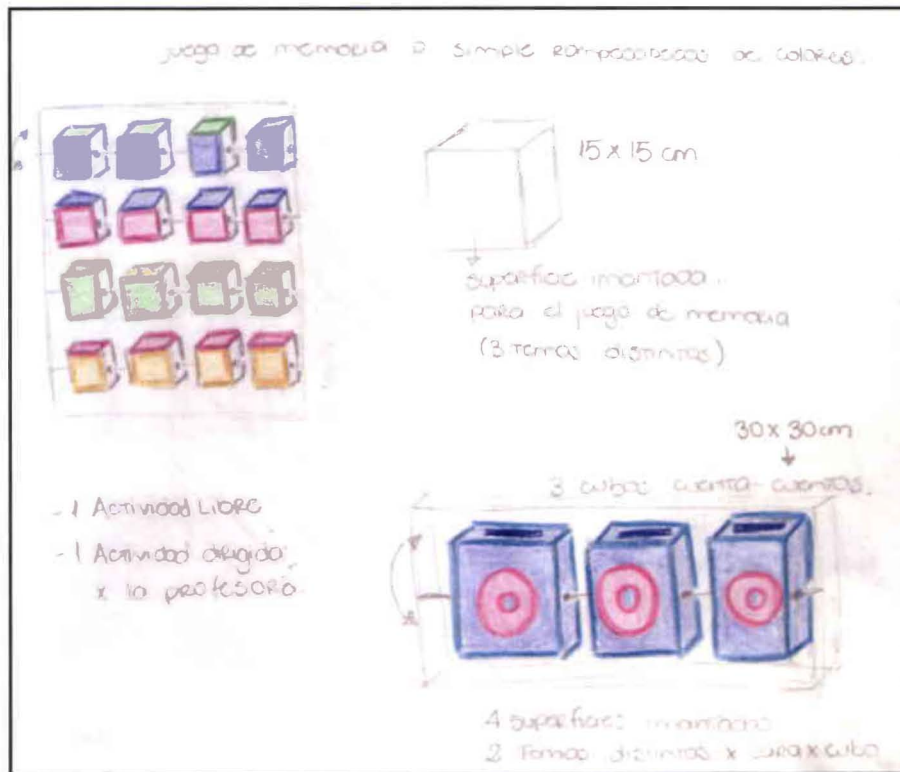 juego de memoria o simple rompecabezas de colores.
15 x 15 cm
superficie imantada.
para el juego de memoria
(3 temas distintos)
30 x 30 cm
3 cubos cuenta-cuentos.
- 1 Actividad Libre
- 1 Actividad dirigida
x la profesora.
4 superficies imantadas
2 Temas distintos x cara x cubo